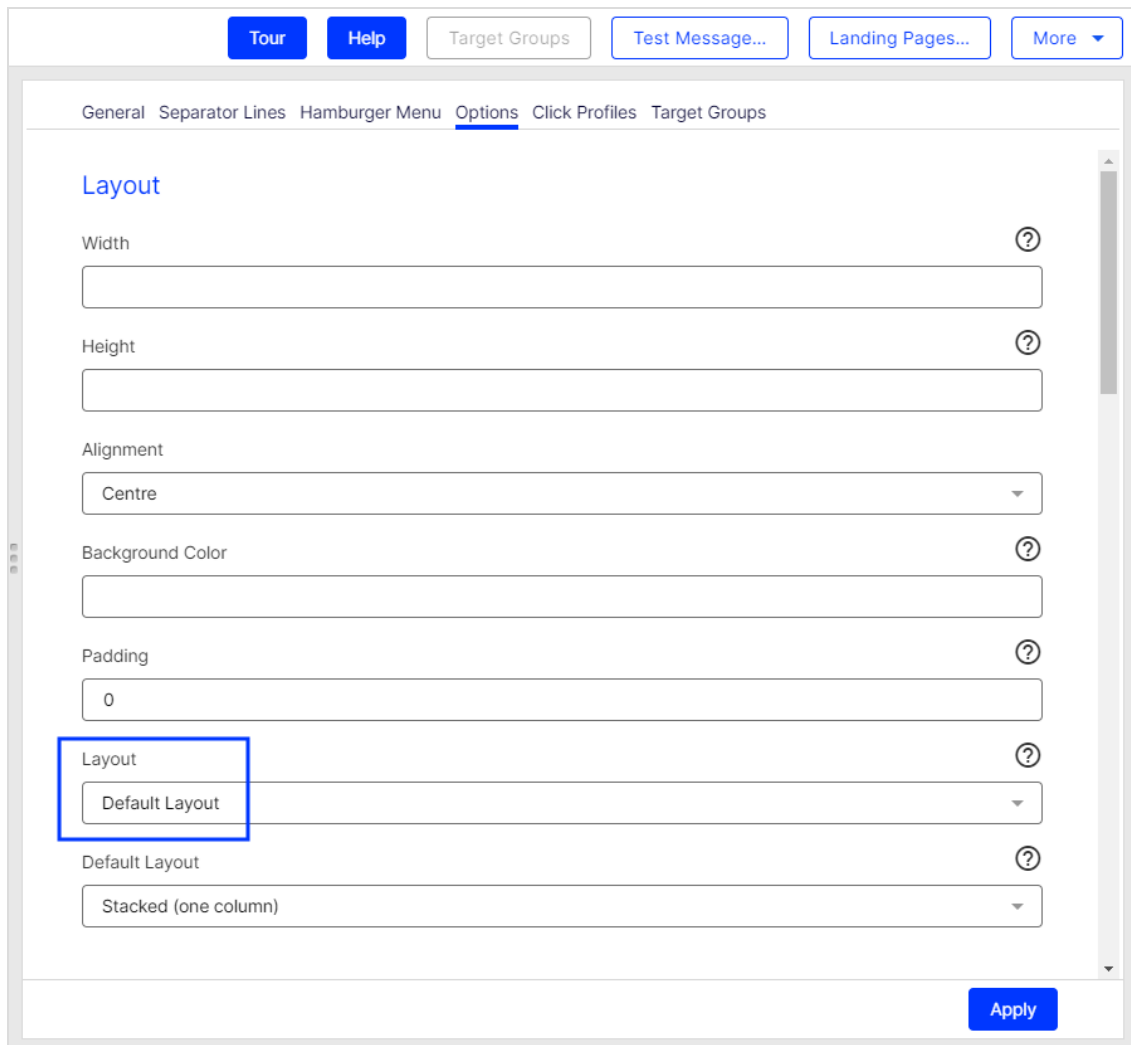 Tour Help Target Groups Test Message... Landing Pages... More
General Separator Lines Hamburger Menu Options Click Profiles Target Groups
Layout
Width
Height
Alignment
Centre
Background Color
Padding
0
Layout
Default Layout
Default Layout
Stacked (one column)
Apply